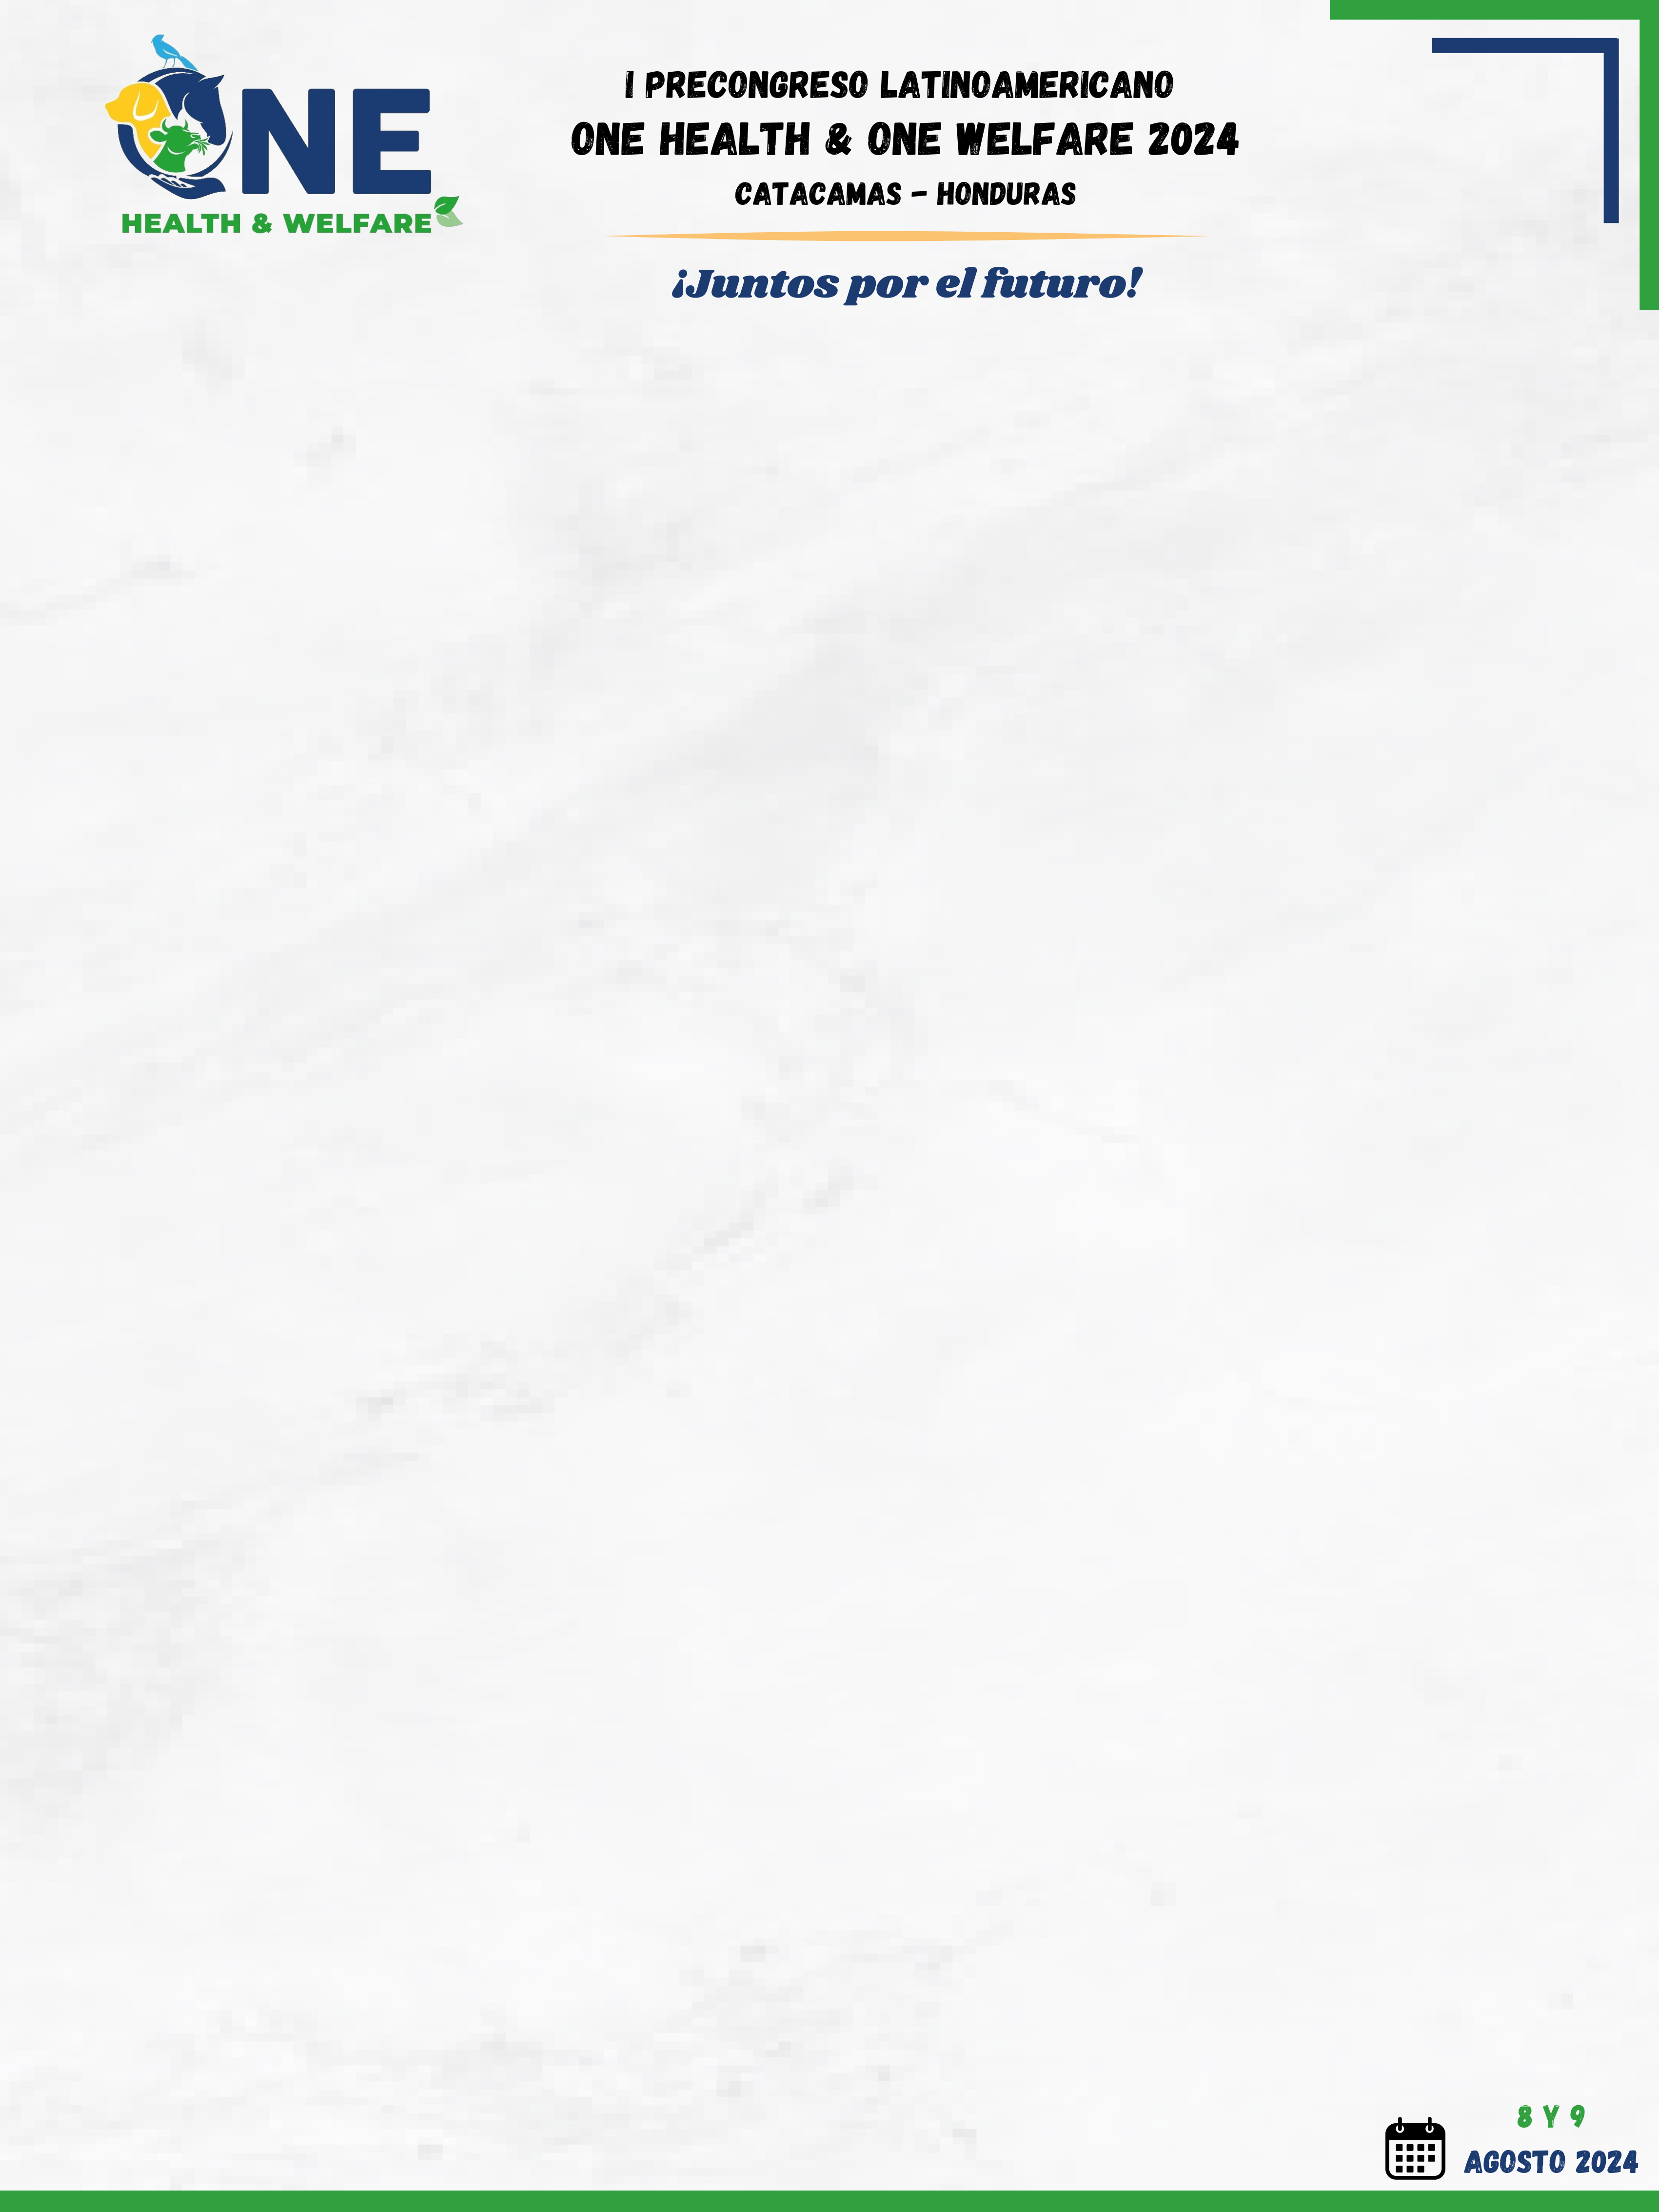 ONE
HEALTH & WELFARE
I PRECONGRESO LATINOAMERICANO
ONE HEALTH & ONE WELFARE 2024
CATACAMAS – HONDURAS
¡Juntos por el futuro!
8 Y 9
AGOSTO 2024